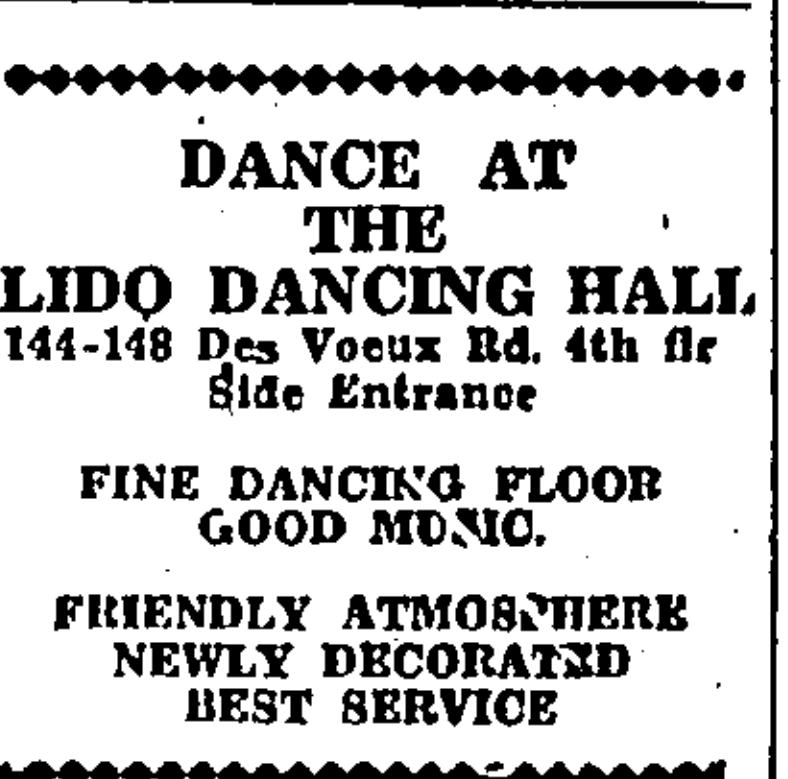 DANCE AT
THE
LIDO DANCING HALL
144-148 Des Voeux Rd. 4th flr
Side Entrance
FINE DANCING FLOOR
GOOD MUSIC.
FRIENDLY ATMOSPHERE
NEWLY DECORATED
BEST SERVICE